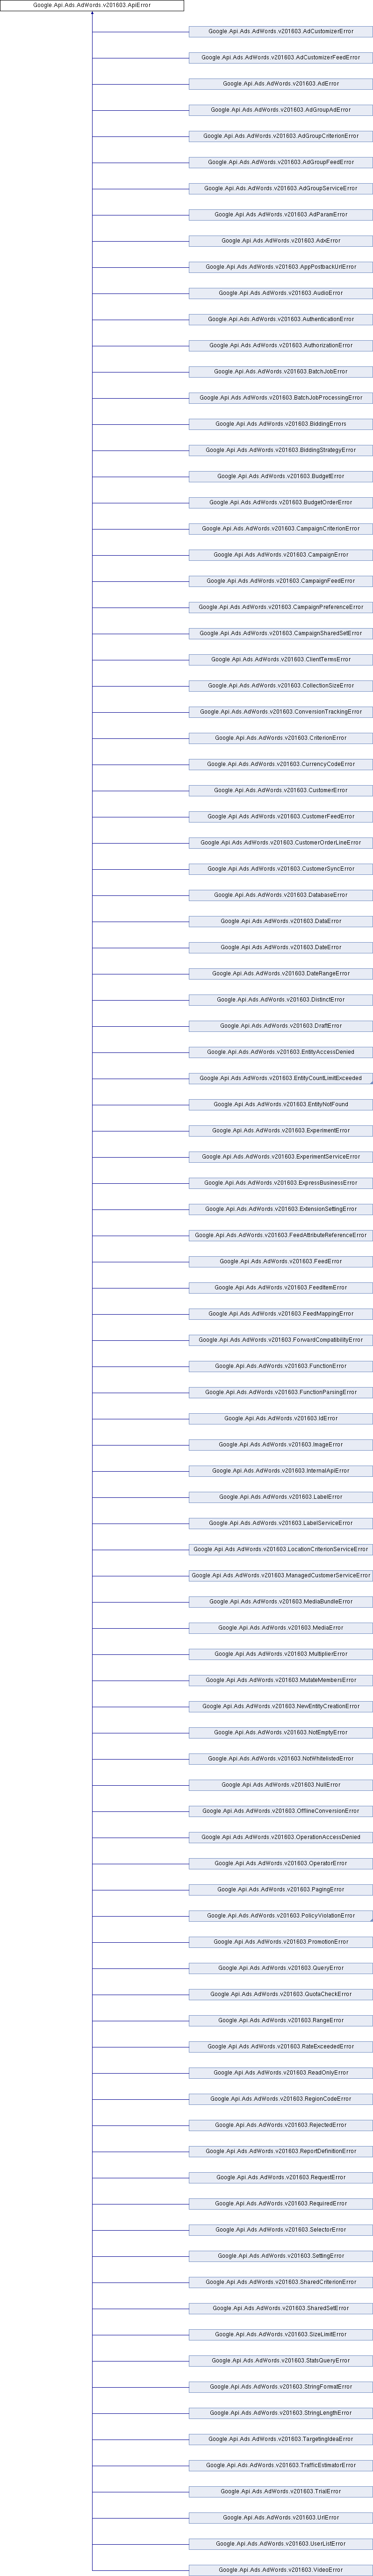 Google.Api.Ads.AdWords.v201603.ApiError
Google.Api.Ads.AdWords.v201603.AdCustomizerError
Google.Api.Ads.AdWords.v201603.AdCustomizerFeedError
Google.Api.Ads.AdWords.v201603.AdError
Google.Api.Ads.AdWords.v201603.AdGroupAdError
Google.Api.Ads.AdWords.v201603.AdGroupCriterionError
Google.Api.Ads.AdWords.v201603.AdGroupFeedError
Google.Api.Ads.AdWords.v201603.AdGroupServiceError
Google.Api.Ads.AdWords.v201603.AdParamError
Google.Api.Ads.AdWords.v201603.AdxError
Google.Api.Ads.AdWords.v201603.AppPostbackUrlError
Google.Api.Ads.AdWords.v201603.AudioError
Google.Api.Ads.AdWords.v201603.AuthenticationError
Google.Api.Ads.AdWords.v201603.AuthorizationError
Google.Api.Ads.AdWords.v201603.BatchJobError
Google.Api.Ads.AdWords.v201603.BatchJobProcessingError
Google.Api.Ads.AdWords.v201603.BiddingErrors
Google.Api.Ads.AdWords.v201603.BiddingStrategyError
Google.Api.Ads.AdWords.v201603.BudgetError
Google.Api.Ads.AdWords.v201603.BudgetOrderError
Google.Api.Ads.AdWords.v201603.CampaignCriterionError
Google.Api.Ads.AdWords.v201603.CampaignError
Google.Api.Ads.AdWords.v201603.CampaignFeedError
Google.Api.Ads.AdWords.v201603.CampaignPreferenceError
Google.Api.Ads.AdWords.v201603.CampaignSharedSetError
Google.Api.Ads.AdWords.v201603.ClientTermsError
Google.Api.Ads.AdWords.v201603.CollectionSizeError
Google.Api.Ads.AdWords.v201603.ConversionTrackingError
Google.Api.Ads.AdWords.v201603.CriterionError
Google.Api.Ads.AdWords.v201603.CurrencyCodeError
Google.Api.Ads.AdWords.v201603.CustomerError
Google.Api.Ads.AdWords.v201603.CustomerFeedError
Google.Api.Ads.AdWords.v201603.CustomerOrderLineError
Google.Api.Ads.AdWords.v201603.CustomerSyncError
Google.Api.Ads.AdWords.v201603.DatabaseError
Google.Api.Ads.AdWords.v201603.DataError
Google.Api.Ads.AdWords.v201603.DateError
Google.Api.Ads.AdWords.v201603.DateRangeError
Google.Api.Ads.AdWords.v201603.DistinctError
Google.Api.Ads.AdWords.v201603.DraftError
Google.Api.Ads.AdWords.v201603.EntityAccessDenied
Google.Api.Ads.AdWords.v201603.EntityCountLimitExceeded
Google.Api.Ads.AdWords.v201603.EntityNotFound
Google.Api.Ads.AdWords.v201603.ExperimentError
Google.Api.Ads.AdWords.v201603.ExperimentServiceError
Google.Api.Ads.AdWords.v201603.ExpressBusinessError
Google.Api.Ads.AdWords.v201603.ExtensionSettingError
Google.Api.Ads.AdWords.v201603.FeedAttributeReferenceError
Google.Api.Ads.AdWords.v201603.FeedError
Google.Api.Ads.AdWords.v201603.FeedItemError
Google.Api.Ads.AdWords.v201603.FeedMappingError
Google.Api.Ads.AdWords.v201603.ForwardCompatibilityError
Google.Api.Ads.AdWords.v201603.FunctionError
Google.Api.Ads.AdWords.v201603.FunctionParsingError
Google.Api.Ads.AdWords.v201603.IdError
Google.Api.Ads.AdWords.v201603.ImageError
Google.Api.Ads.AdWords.v201603.InternalApiError
Google.Api.Ads.AdWords.v201603.LabelError
Google.Api.Ads.AdWords.v201603.LabelServiceError
Google.Api.Ads.AdWords.v201603.LocationCriterionServiceError
Google.Api.Ads.AdWords.v201603.ManagedCustomerServiceError
Google.Api.Ads.AdWords.v201603.MediaBundleError
Google.Api.Ads.AdWords.v201603.MediaError
Google.Api.Ads.AdWords.v201603.MultiplierError
Google.Api.Ads.AdWords.v201603.MutateMembersError
Google.Api.Ads.AdWords.v201603.NewEntityCreationError
Google.Api.Ads.AdWords.v201603.NotEmptyError
Google.Api.Ads.AdWords.v201603.NotWhitelistedError
Google.Api.Ads.AdWords.v201603.NullError
Google.Api.Ads.AdWords.v201603.OfflineConversionError
Google.Api.Ads.AdWords.v201603.OperationAccessDenied
Google.Api.Ads.AdWords.v201603.OperatorError
Google.Api.Ads.AdWords.v201603.PagingError
Google.Api.Ads.AdWords.v201603.PolicyViolationError
Google.Api.Ads.AdWords.v201603.PromotionError
Google.Api.Ads.AdWords.v201603.QueryError
Google.Api.Ads.AdWords.v201603.QuotaCheckError
Google.Api.Ads.AdWords.v201603.RangeError
Google.Api.Ads.AdWords.v201603.RateExceededError
Google.Api.Ads.AdWords.v201603.ReadOnlyError
Google.Api.Ads.AdWords.v201603.RegionCodeError
Google.Api.Ads.AdWords.v201603.RejectedError
Google.Api.Ads.AdWords.v201603.ReportDefinitionError
Google.Api.Ads.AdWords.v201603.RequestError
Google.Api.Ads.AdWords.v201603.RequiredError
Google.Api.Ads.AdWords.v201603.SelectorError
Google.Api.Ads.AdWords.v201603.SettingError
Google.Api.Ads.AdWords.v201603.SharedCriterionError
Google.Api.Ads.AdWords.v201603.SharedSetError
Google.Api.Ads.AdWords.v201603.SizeLimitError
Google.Api.Ads.AdWords.v201603.StatsQueryError
Google.Api.Ads.AdWords.v201603.StringFormatError
Google.Api.Ads.AdWords.v201603.StringLengthError
Google.Api.Ads.AdWords.v201603.TargetingIdeaError
Google.Api.Ads.AdWords.v201603.TrafficEstimatorError
Google.Api.Ads.AdWords.v201603.TrialError
Google.Api.Ads.AdWords.v201603.UrlError
Google.Api.Ads.AdWords.v201603.UserListError
Google.Api.Ads.AdWords.v201603.VideoError